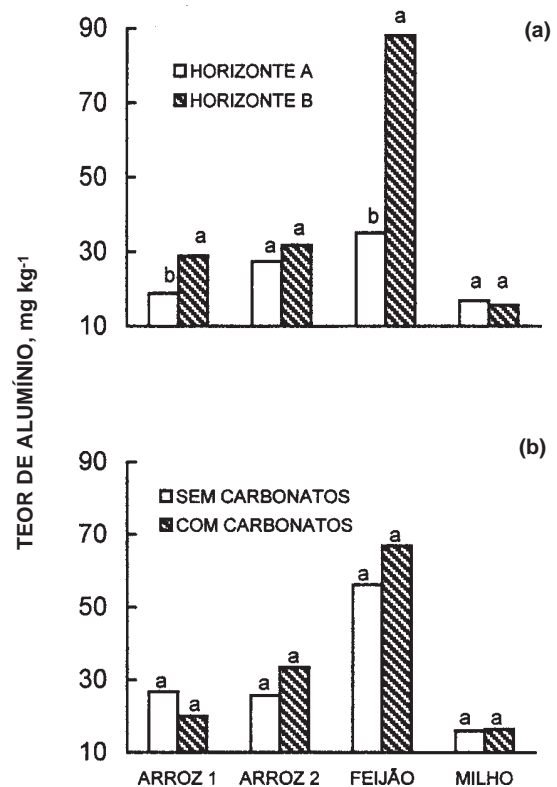 (a)
90
HORIZONTE A
HORIZONTE B
70
50
30
10
b a a a b a a a
(b)
90
SEM CARBONATOS
COM CARBONATOS
70
50
30
10
a a a a a a a a
ARROZ 1 ARROZ 2 FEIJÃO MILHO
TEOR DE ALUMÍNIO, mg kg-1